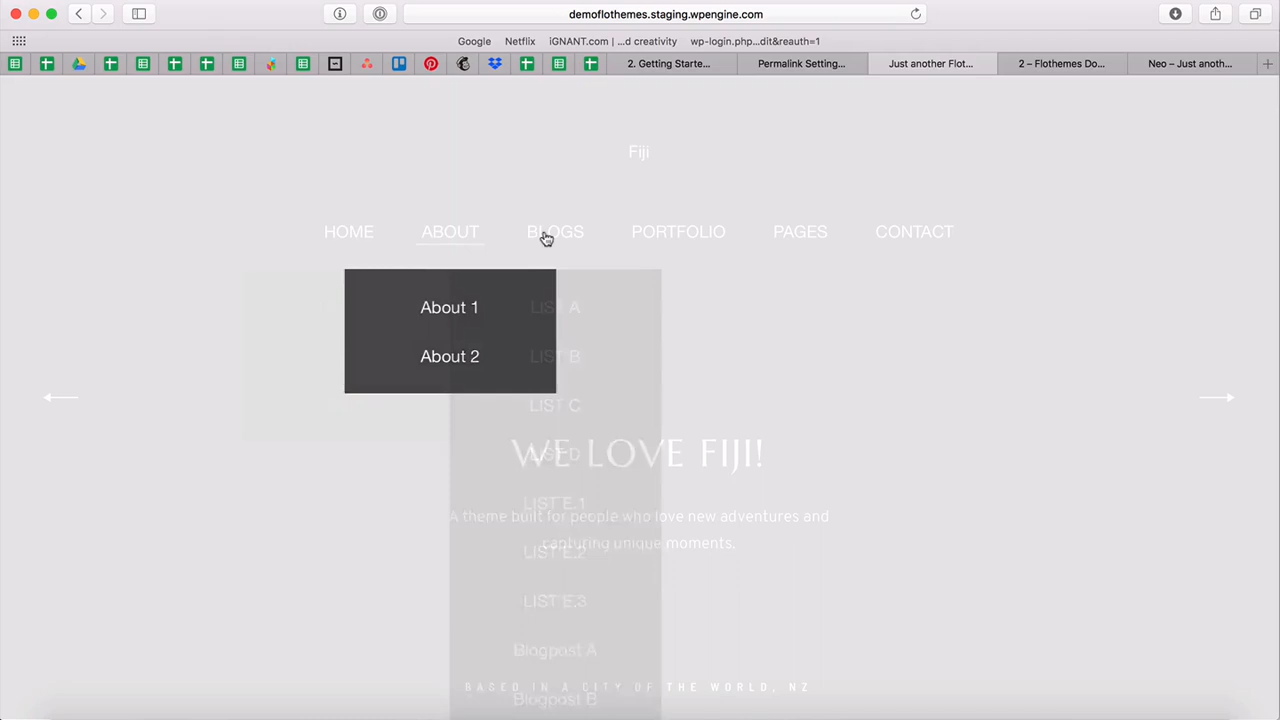 demoflothemes.staging.wpengine.com
Google Netflix iGNANT.com | ...d creativity wp-login.php...dit&reauth=1
2. Getting Starte... Permalink Setting... Just another Flot... 2 – Flothemes Do... Neo – Just anoth...
Fiji
HOME ABOUT BLOGS PORTFOLIO PAGES CONTACT
About 1 LIST A
About 2 LIST B
LIST C
WE LOVE FIJI!
LIST D
LIST E.1
A theme built for people who love new adventures and
capturing unique moments.
LIST E.2
LIST E.3
Blogpost A
BASED IN A CITY OF THE WORLD, NZ
Blogpost B